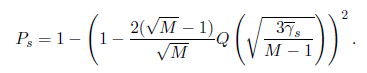 $P_s = 1 - \left(1 - \frac{2(\sqrt{M} - 1)}{\sqrt{M}} Q\left(\sqrt{\frac{3\overline{\gamma}_s}{M - 1}}\right)\right)^2.$